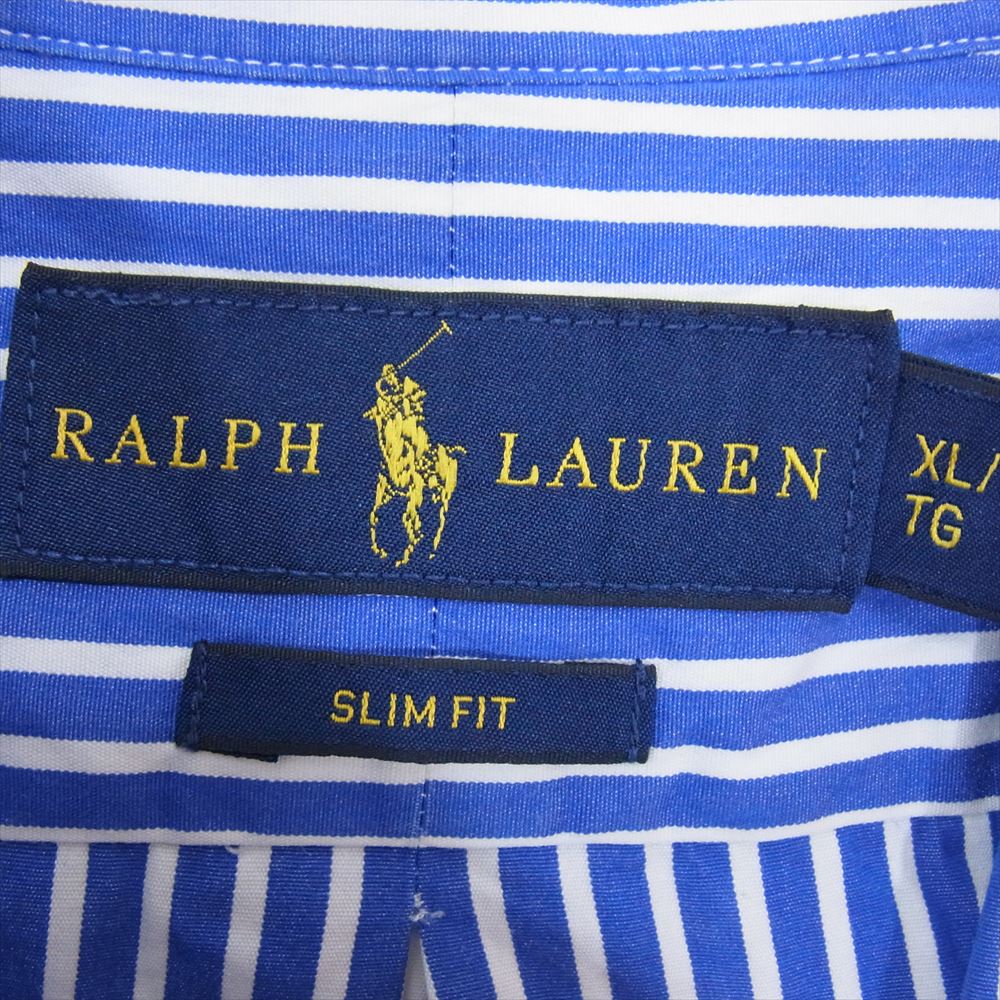 RALPH LAUREN
XL/
TG
SLIM FIT